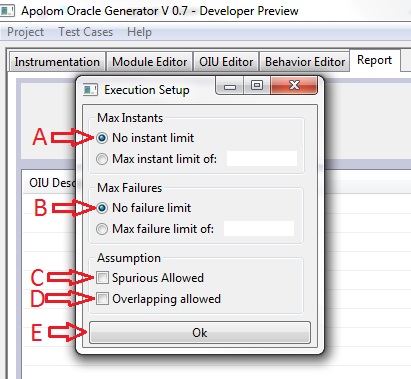 Apolom Oracle Generator V 0.7 - Developer Preview
Project Test Cases Help
Instrumentation Module Editor OIU Editor Behavior Editor Report
Execution Setup
Max Instants
A No instant limit
Max instant limit of:
OIU Desc
Max Failures
B No failure limit
Max failure limit of:
Assumption
C Spurious Allowed
D Overlapping allowed
E Ok